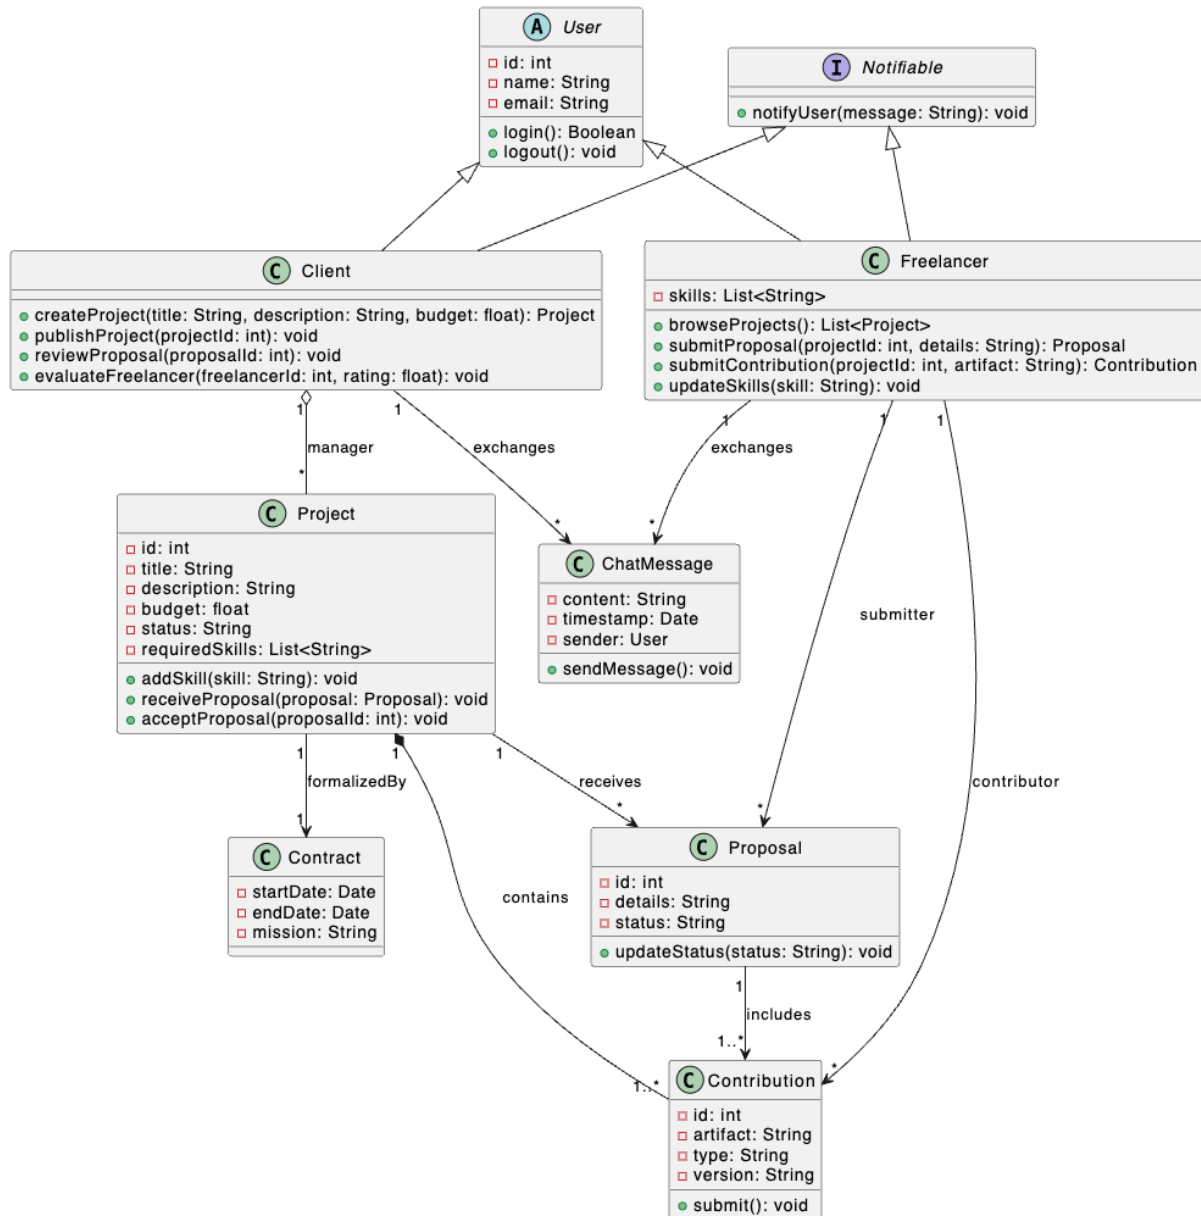 A User
id: int
name: String
email: String
login(): Boolean
logout(): void
I Notifiable
notifyUser(message: String): void
C Client
createProject(title: String, description: String, budget: float): Project
publishProject(projectId: int): void
reviewProposal(proposalId: int): void
evaluateFreelancer(freelancerId: int, rating: float): void
C Freelancer
skills: List<String>
browseProjects(): List<Project>
submitProposal(projectId: int, details: String): Proposal
submitContribution(projectId: int, artifact: String): Contribution
updateSkills(skill: String): void
1
manager
*
1
exchanges
*
1
exchanges
*
1
submitter
*
1
contributor
*
C Project
id: int
title: String
description: String
budget: float
status: String
requiredSkills: List<String>
addSkill(skill: String): void
receiveProposal(proposal: Proposal): void
acceptProposal(proposalId: int): void
C ChatMessage
content: String
timestamp: Date
sender: User
sendMessage(): void
1
formalizedBy
1
1
contains
1..*
1
receives
*
C Contract
startDate: Date
endDate: Date
mission: String
C Proposal
id: int
details: String
status: String
updateStatus(status: String): void
1
includes
1..*
C Contribution
id: int
artifact: String
type: String
version: String
submit(): void